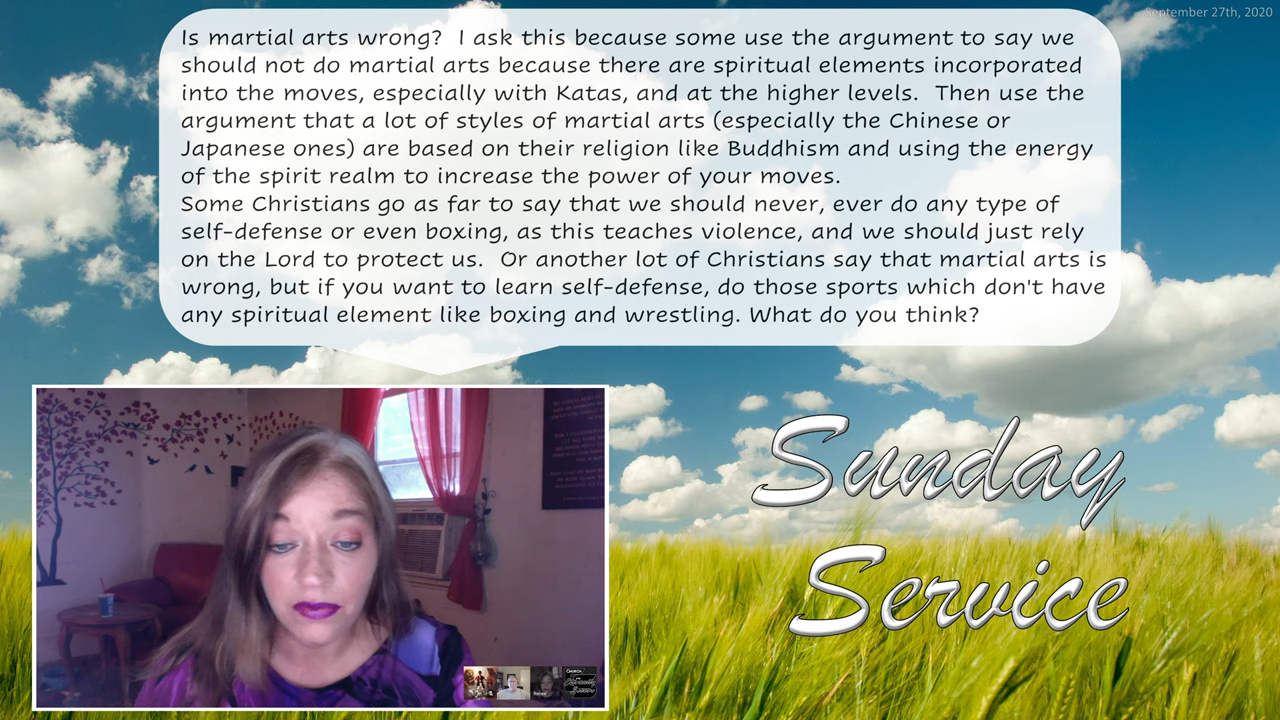 September 27th, 2020
Is martial arts wrong?  I ask this because some use the argument to say we
should not do martial arts because there are spiritual elements incorporated
into the moves, especially with Katas, and at the higher levels.  Then use the
argument that a lot of styles of martial arts (especially the Chinese or
Japanese ones) are based on their religion like Buddhism and using the energy
of the spirit realm to increase the power of your moves.
Some Christians go as far to say that we should never, ever do any type of
self-defense or even boxing, as this teaches violence, and we should just rely
on the Lord to protect us.  Or another lot of Christians say that martial arts is
wrong, but if you want to learn self-defense, do those sports which don't have
any spiritual element like boxing and wrestling. What do you think?
Sunday
Service